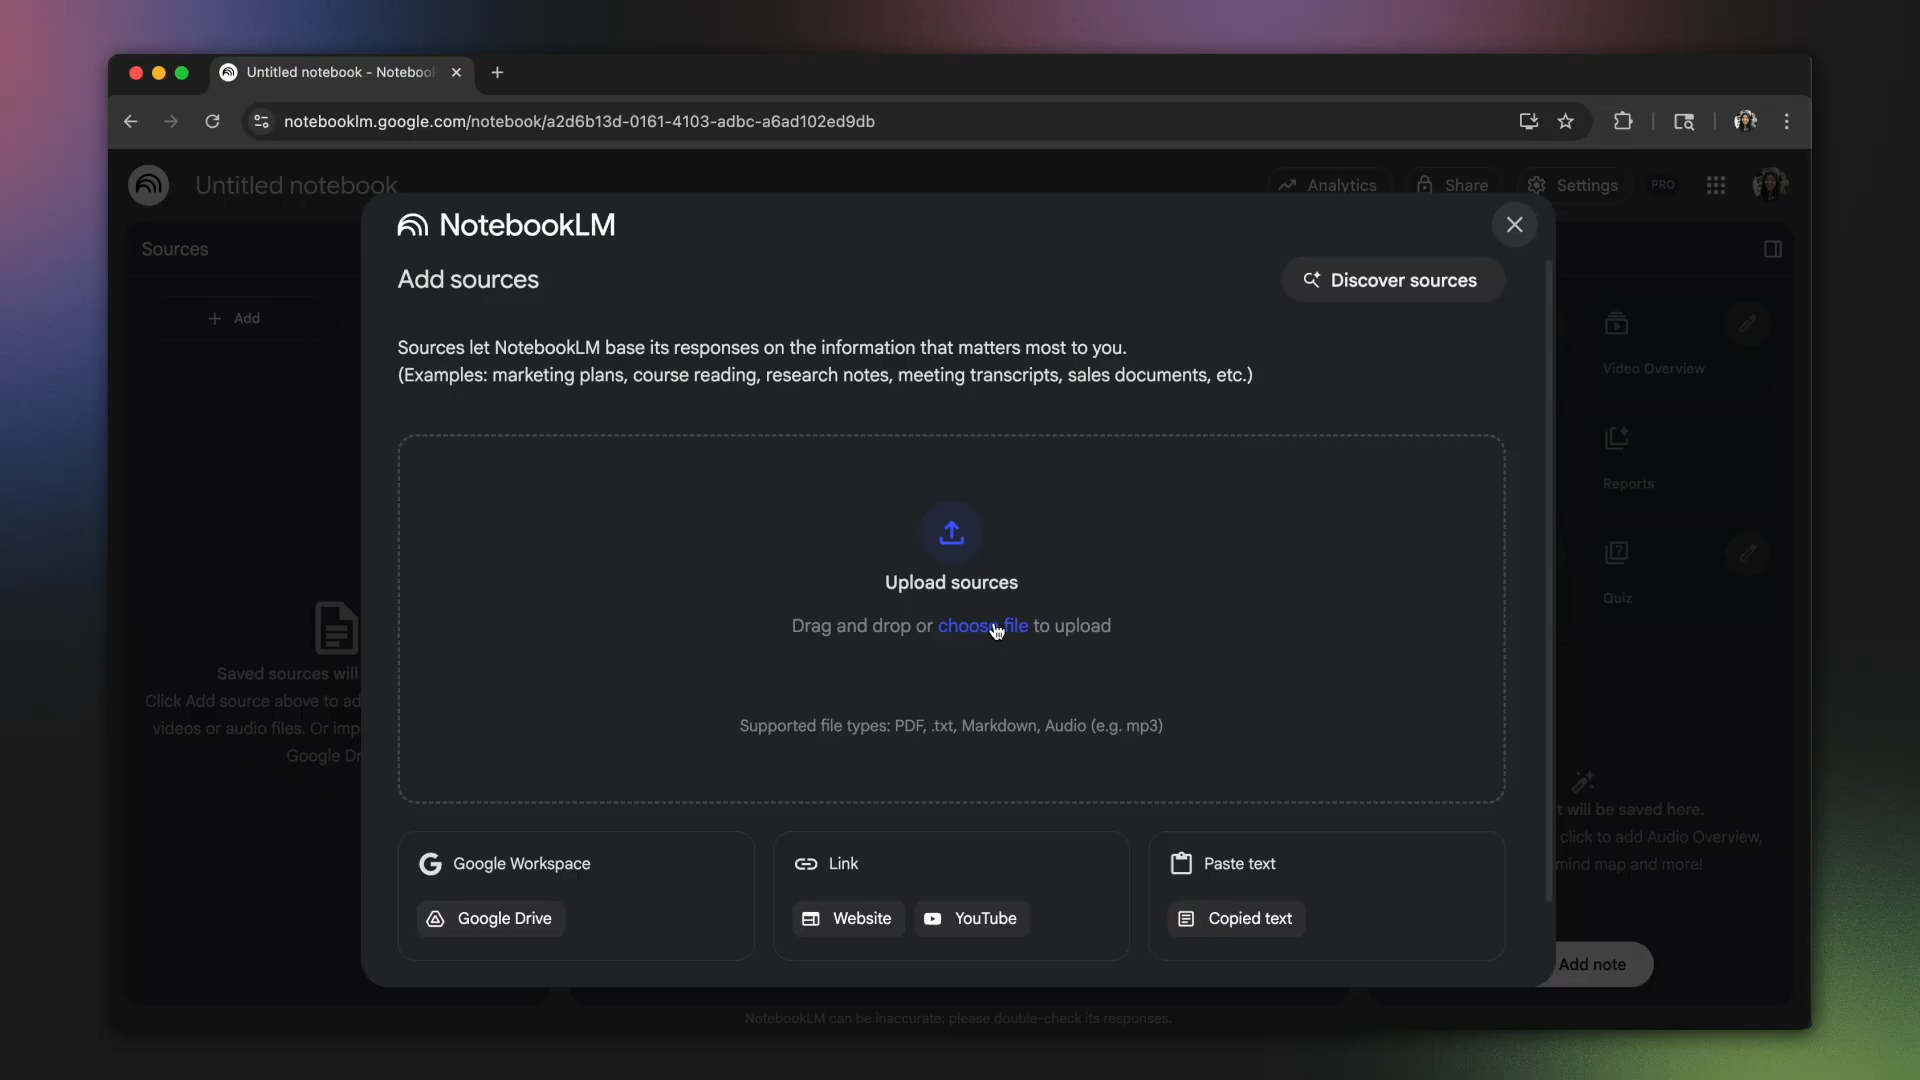 Untitled notebook - Noteboo
notebooklm.google.com/notebook/a2d6b13d-0161-4103-adbc-a6ad102ed9db
Untitled notebook
Analytics
Share
Settings
PRO
NotebookLM
Sources
Add sources
Discover sources
Add
Sources let NotebookLM base its responses on the information that matters most to you.
(Examples: marketing plans, course reading, research notes, meeting transcripts, sales documents, etc.)
Video Overview
Reports
Upload sources
Drag and drop or choose file to upload
Quiz
Supported file types: PDF, .txt, Markdown, Audio (e.g. mp3)
Saved sources will
Click Add source above to ad
videos or audio files. Or imp
Google Dr
t will be saved here.
click to add Audio Overview,
mind map and more!
Google Workspace
Google Drive
Link
Website
YouTube
Paste text
Copied text
Add note
NotebookLM can be inaccurate; please double-check its responses.